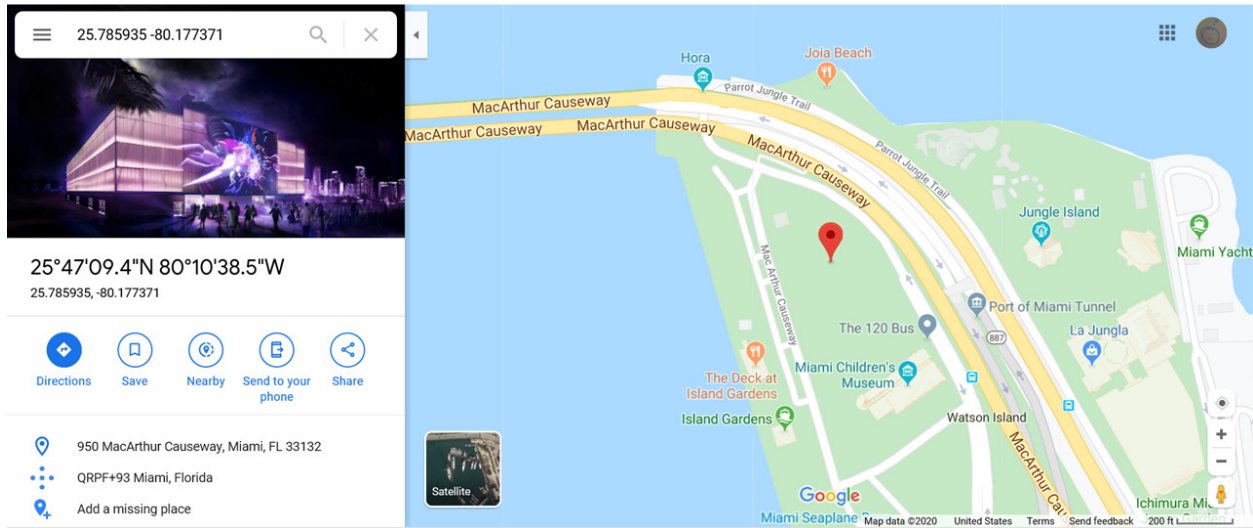 25.785935 -80.177371
25°47'09.4"N 80°10'38.5"W
25.785935, -80.177371
Directions
Save
Nearby
Send to your
phone
Share
950 MacArthur Causeway, Miami, FL 33132
QRPF+93 Miami, Florida
Add a missing place
Hora
Joia Beach
Parrot Jungle Trail
MacArthur Causeway
MacArthur Causeway
MacArthur Causeway
MacArthur Causeway
Parrot Jungle Trail
Jungle Island
Miami Yacht
Mac Arthur Causeway
Port of Miami Tunnel
The 120 Bus
887
La Jungla
Miami Children's
Museum
The Deck at
Island Gardens
Island Gardens
Watson Island
MacArthur Cau
Satellite
Google
Ichimura Mi
Miami Seaplane
Map data ©2020
United States
Terms
Send feedback
200 ft